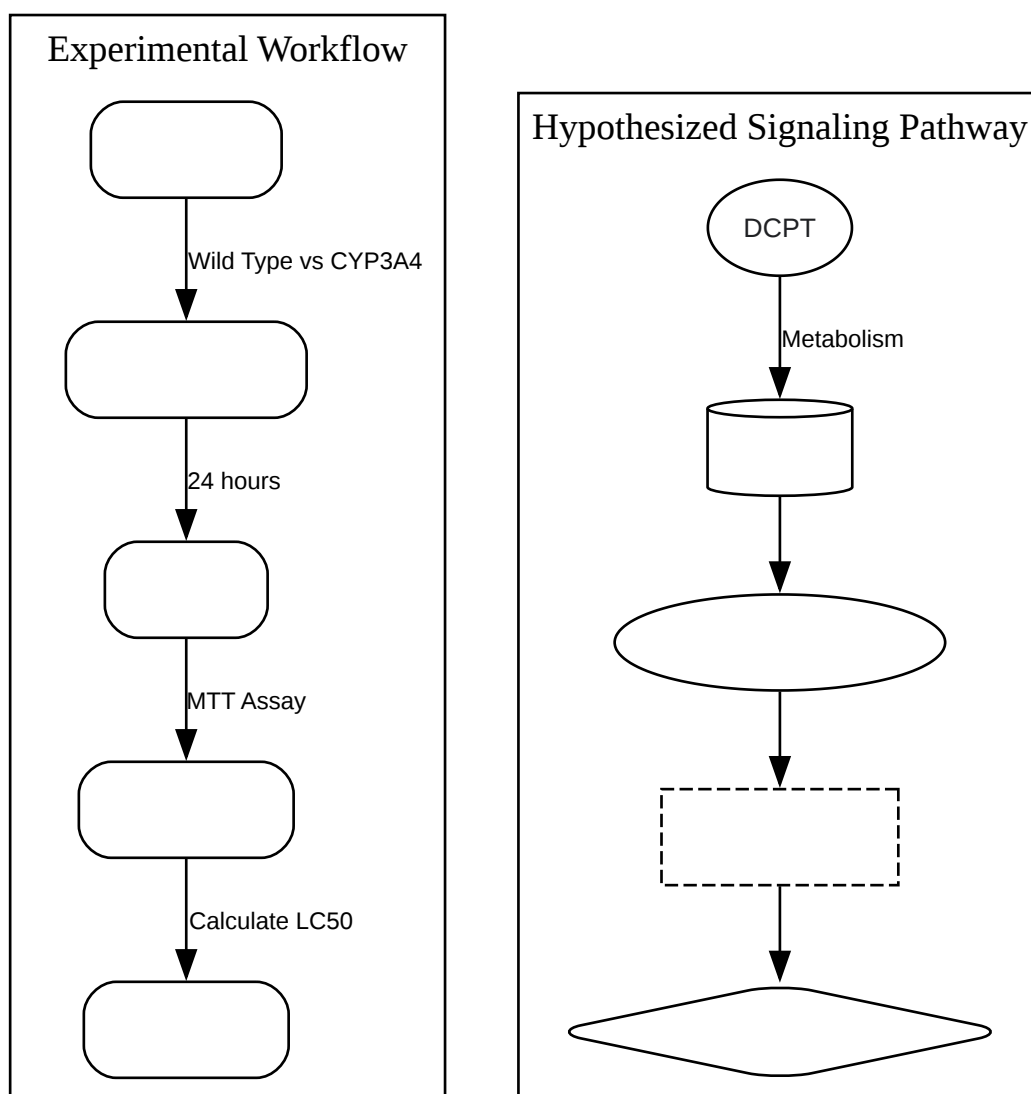 Experimental Workflow
Wild Type vs CYP3A4
24 hours
MTT Assay
Calculate LC50
Hypothesized Signaling Pathway
DCPT
Metabolism